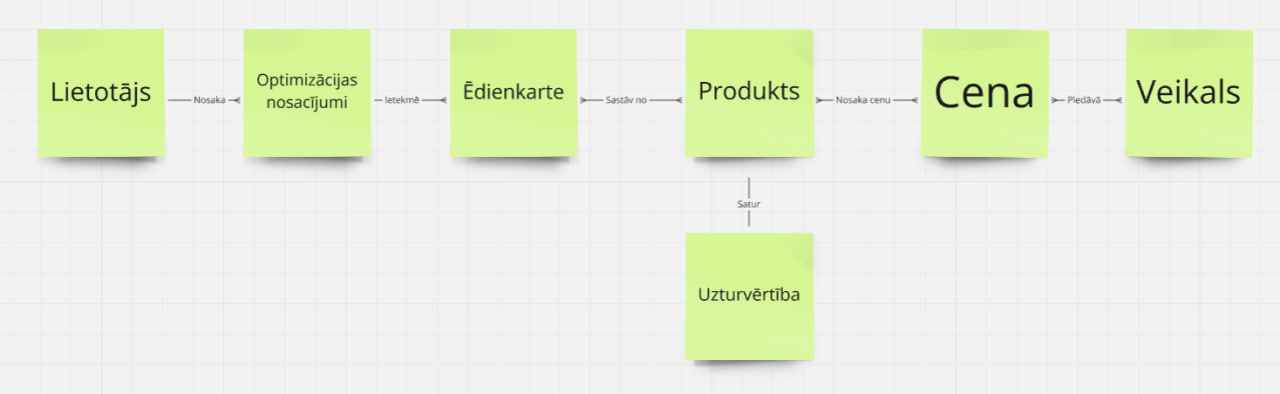 Lietotājs
Nosaka
Optimizācijas
nosacījumi
Ietekmē
Ēdienkarte
Sastāv no
Produkts
Nosaka cenu
Cena
Piedāvā
Veikals
Satur
Uzturvērtība